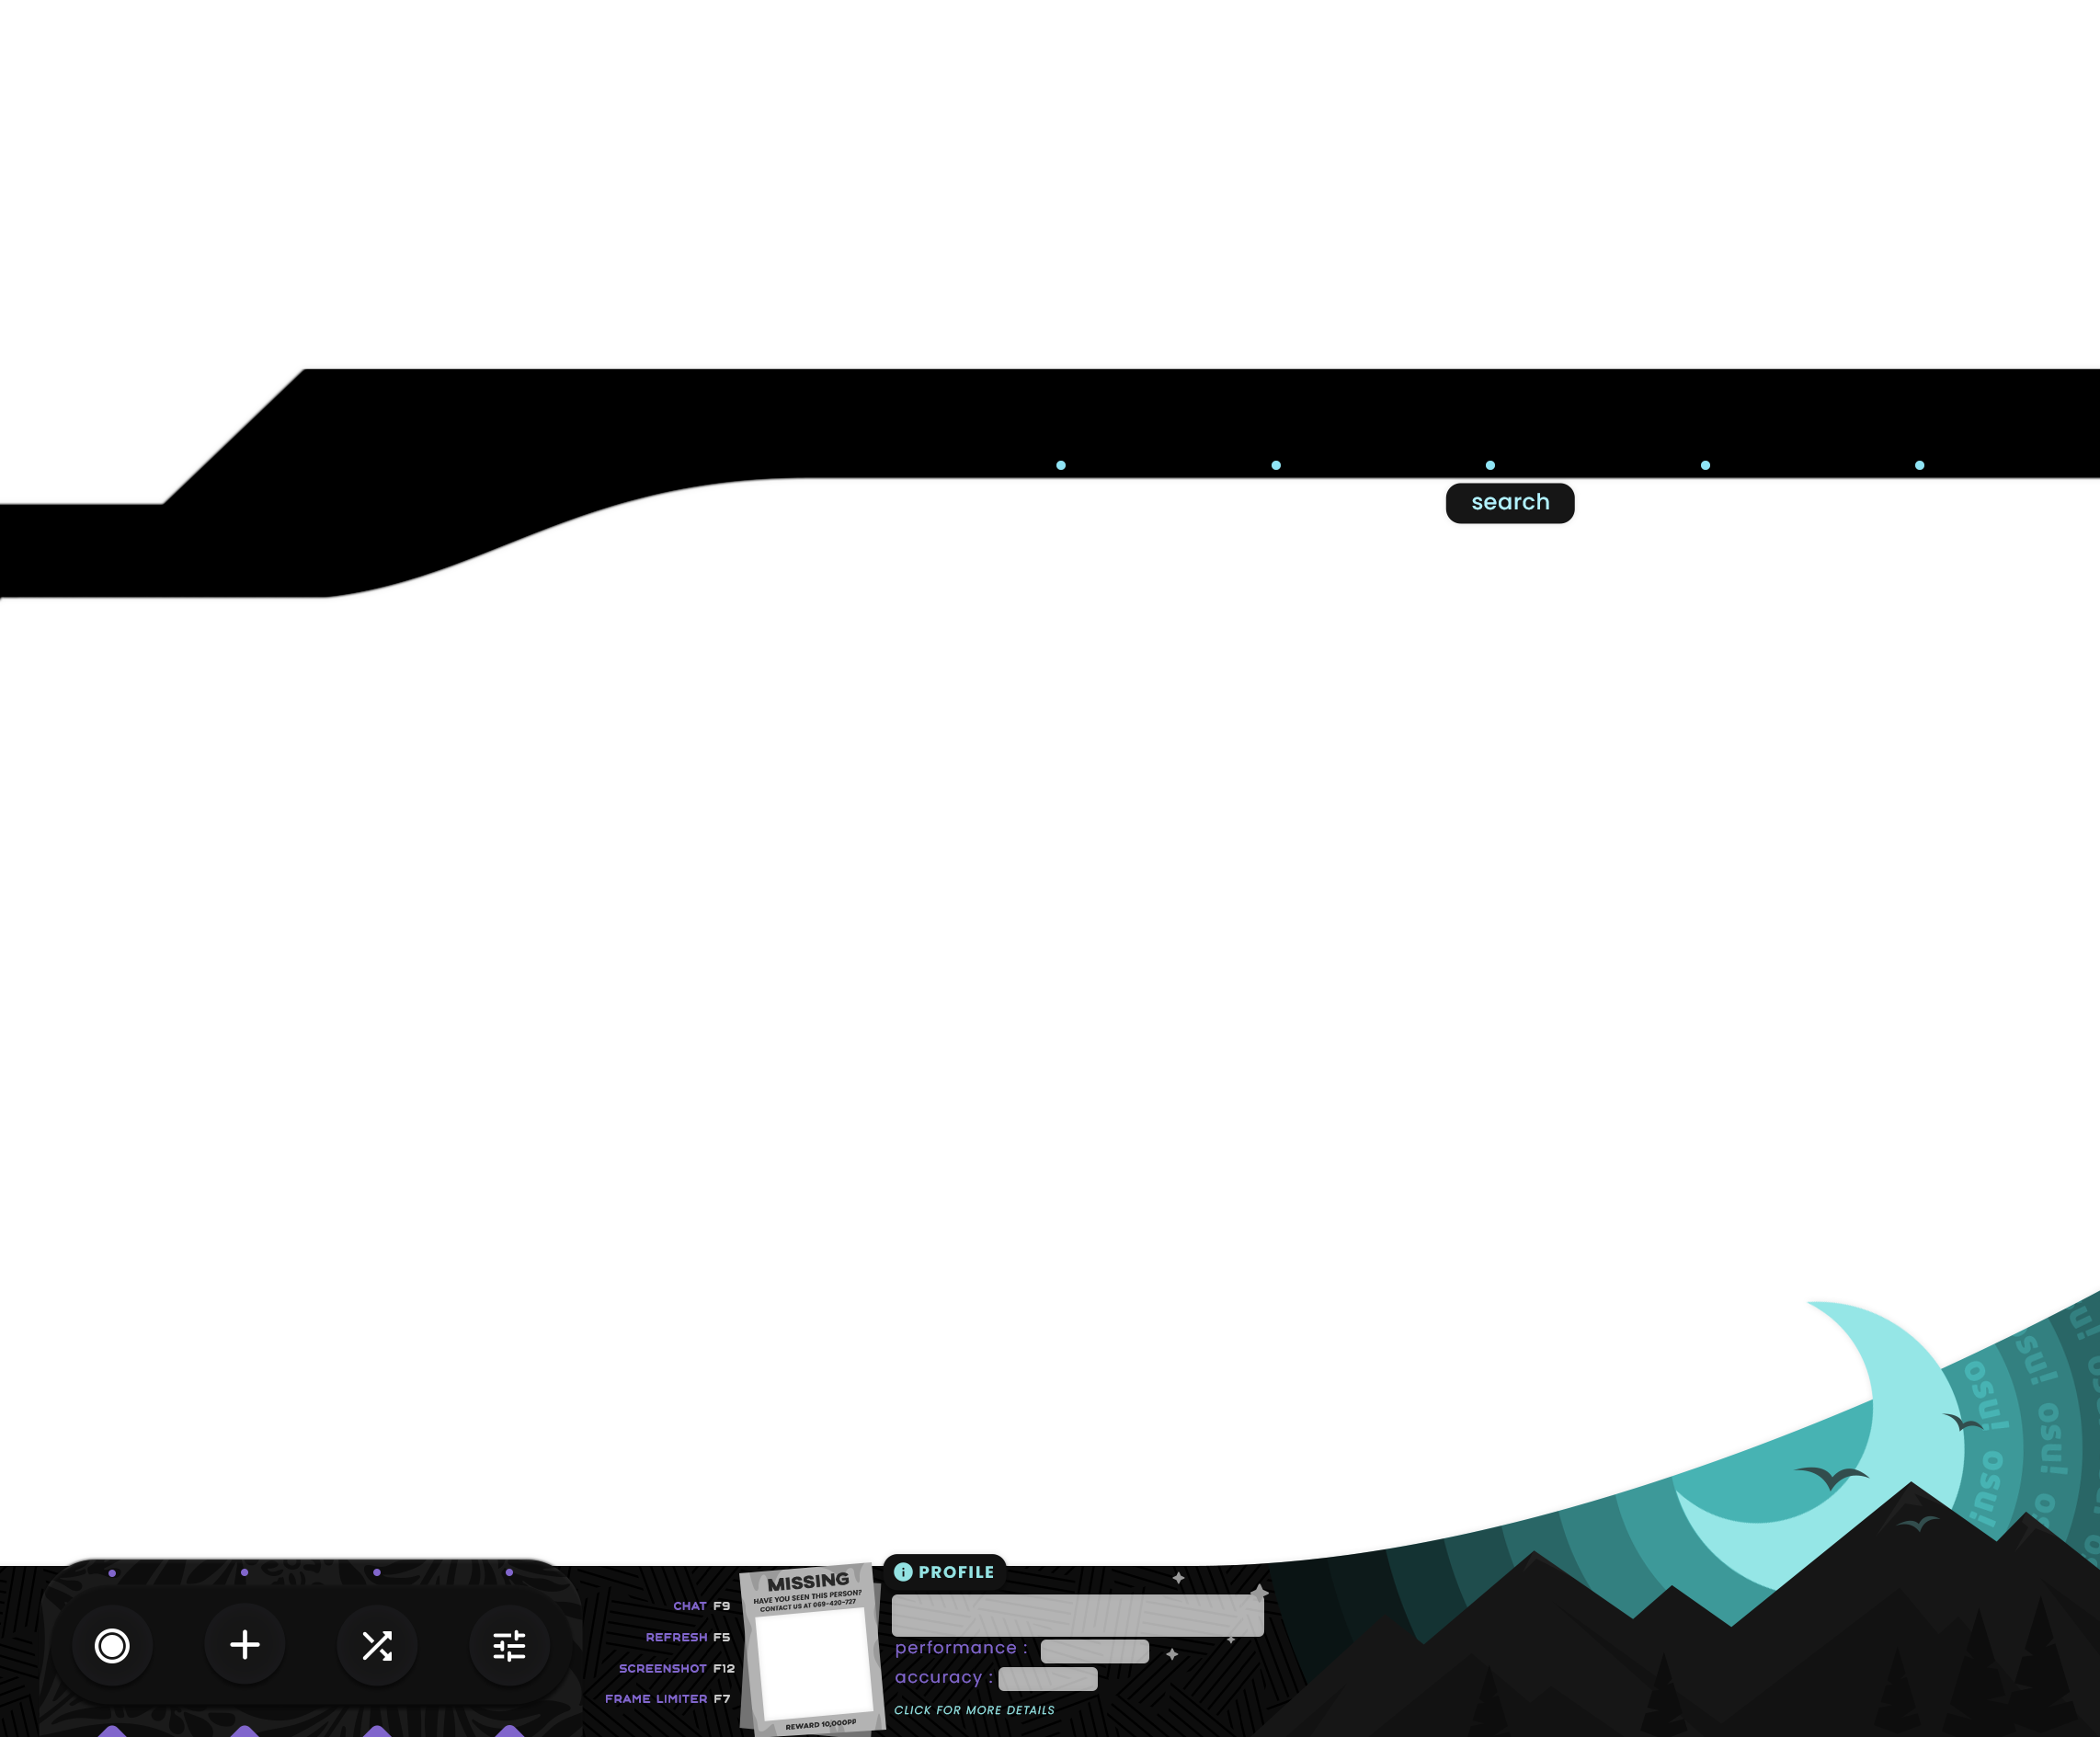 search
MISSING
HAVE YOU SEEN THIS PERSON?
CONTACT US AT 069-420-727
REWARD 10,000PP
CHAT F9
REFRESH F5
SCREENSHOT F12
FRAME LIMITER F7
PROFILE
performance :
accuracy :
CLICK FOR MORE DETAILS
osu!
osu!
osu!
osu!